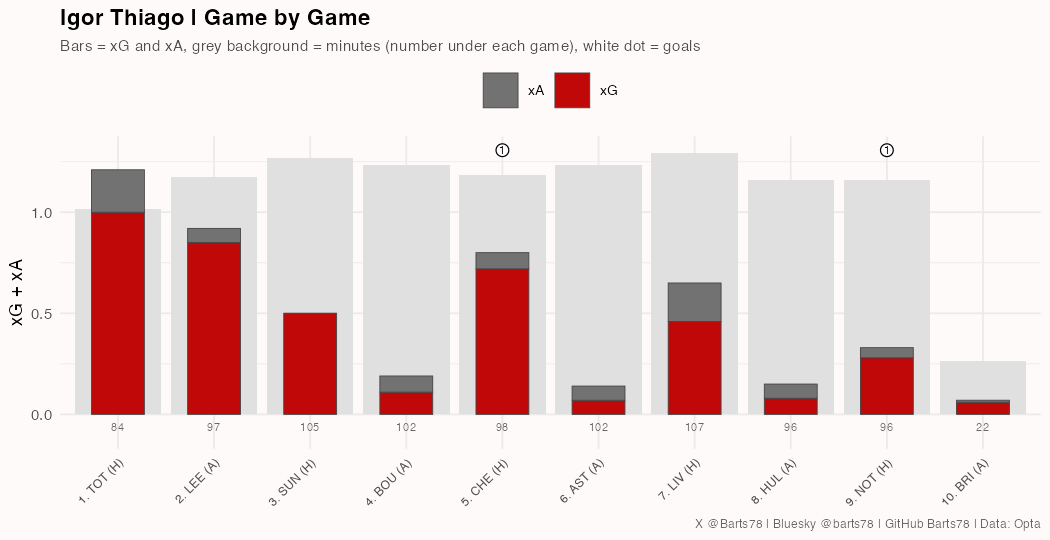 Igor Thiago | Game by Game
Bars = xG and xA, grey background = minutes (number under each game), white dot = goals
xA xG
1 1
xG + xA
1.0
0.5
0.0
84 97 105 102 98 102 107 96 96 22
1. TOT (H) 2. LEE (A) 3. SUN (H) 4. BOU (A) 5. CHE (H) 6. AST (A) 7. LIV (H) 8. HUL (A) 9. NOT (H) 10. BRI (A)
X @Barts78 | Bluesky @barts78 | GitHub Barts78 | Data: Opta